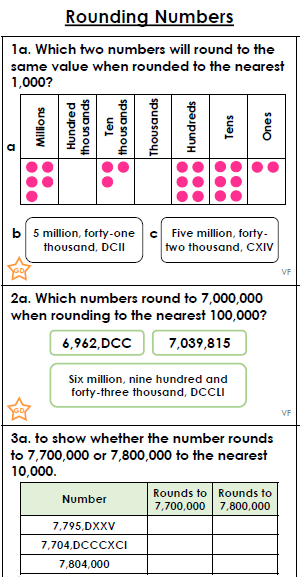 Rounding Numbers
1a. Which two numbers will round to the
same value when rounded to the nearest
1,000?
a
Millions
Hundred
thousands
Ten
thousands
Thousands
Hundreds
Tens
Ones
b
5 million, forty-one
thousand, DCII
c
Five million, forty-
two thousand, CXIV
GD
VF
2a. Which numbers round to 7,000,000
when rounding to the nearest 100,000?
6,962,DCC
7,039,815
Six million, nine hundred and
forty-three thousand, DCCLI
GD
VF
3a. to show whether the number rounds
to 7,700,000 or 7,800,000 to the nearest
10,000.
Number
Rounds to
7,700,000
Rounds to
7,800,000
7,795,DXXV
7,704,DCCCXCI
7,804,000